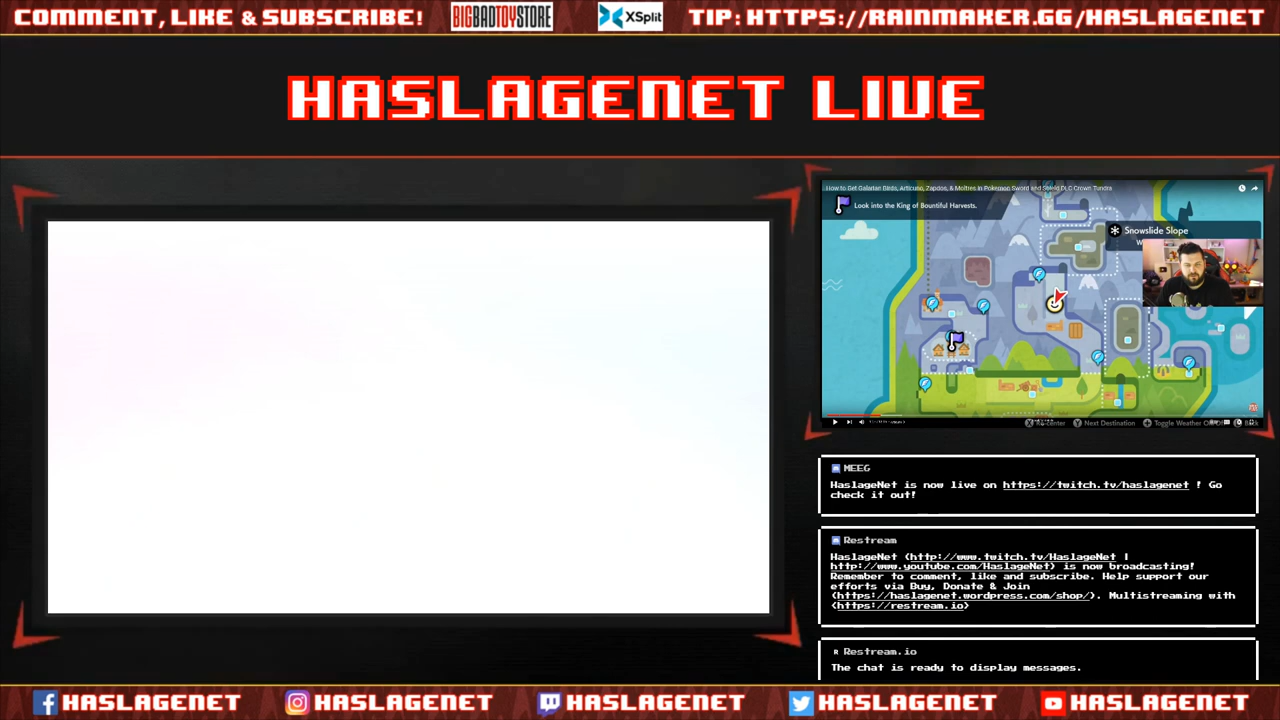 COMMENT, LIKE & SUBSCRIBE!
BIGBADTOYSTORE
XSplit
TIP: HTTPS://RAINMAKER.GG/HASLAGENET
HASLAGENET LIVE
How to Get Galarian Birds, Articuno, Zapdos, & Moltres in Pokemon Sword and Shield DLC Crown Tundra
Look into the King of Bountiful Harvests.
Snowslide Slope
Next Destination
Toggle Weather
MEEG
HaslageNet is now live on https://twitch.tv/haslagenet ! Go
check it out!
Restream
HaslageNet (http://www.twitch.tv/HaslageNet |
http://www.youtube.com/HaslageNet) is now broadcasting!
Remember to comment, like and subscribe. Help support our
efforts via Buy, Donate & Join
(https://haslagenet.wordpress.com/shop/). Multistreaming with
(https://restream.io)
R Restream.io
The chat is ready to display messages.
HASLAGENET
HASLAGENET
HASLAGENET
HASLAGENET
HASLAGENET